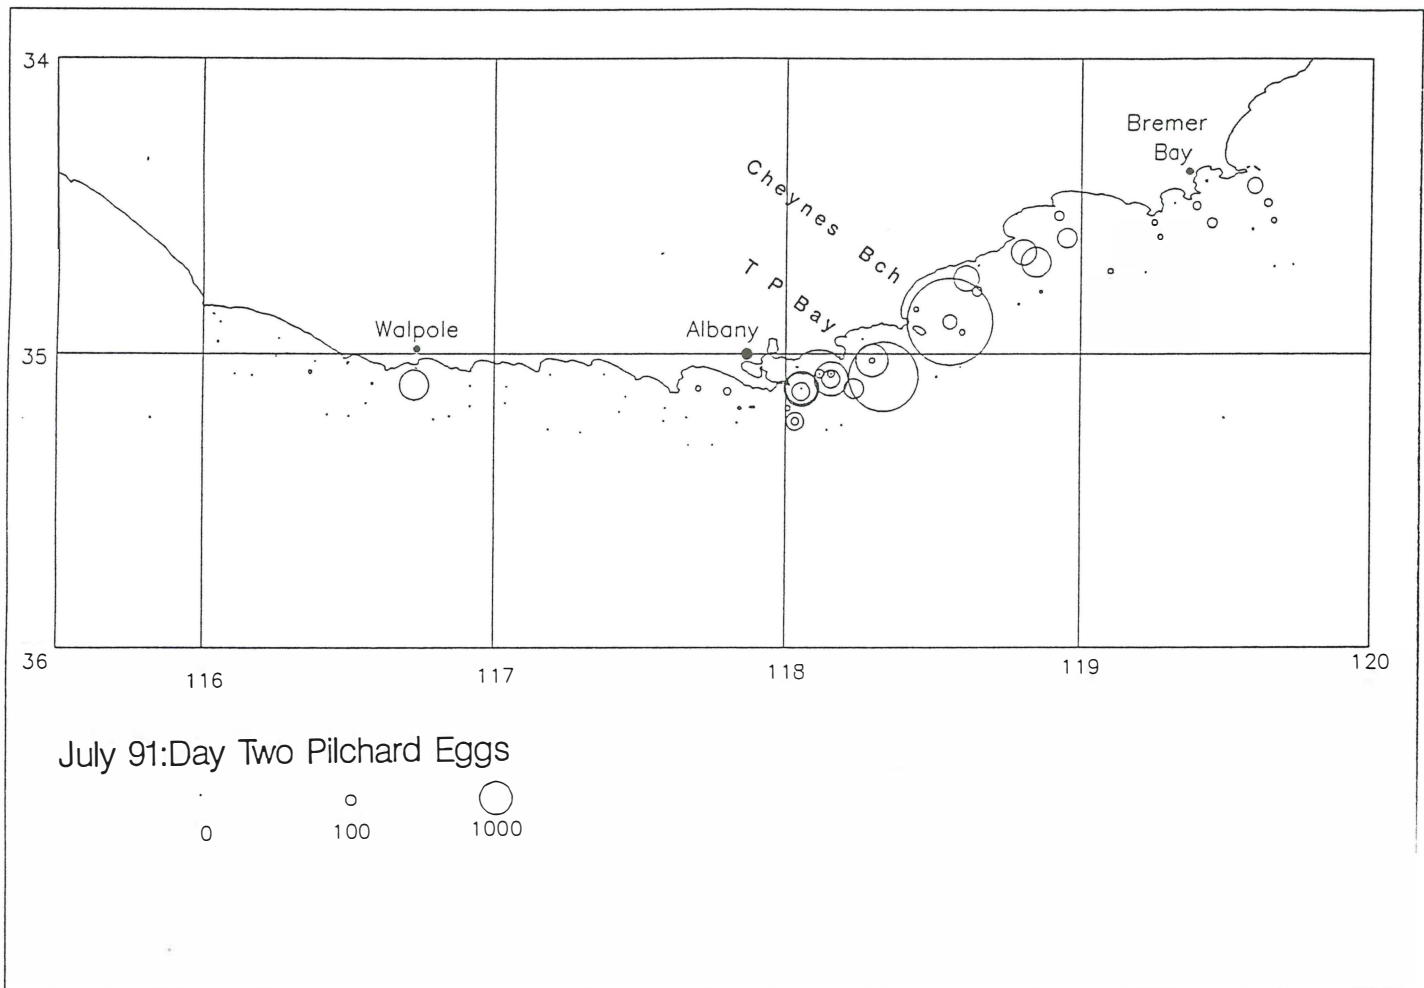 34
Bremer
Bay
Cheynes Bch
T P Bay
Walpole
Albany
35
36
116
117
118
119
120
July 91:Day Two Pilchard Eggs
0
100
1000